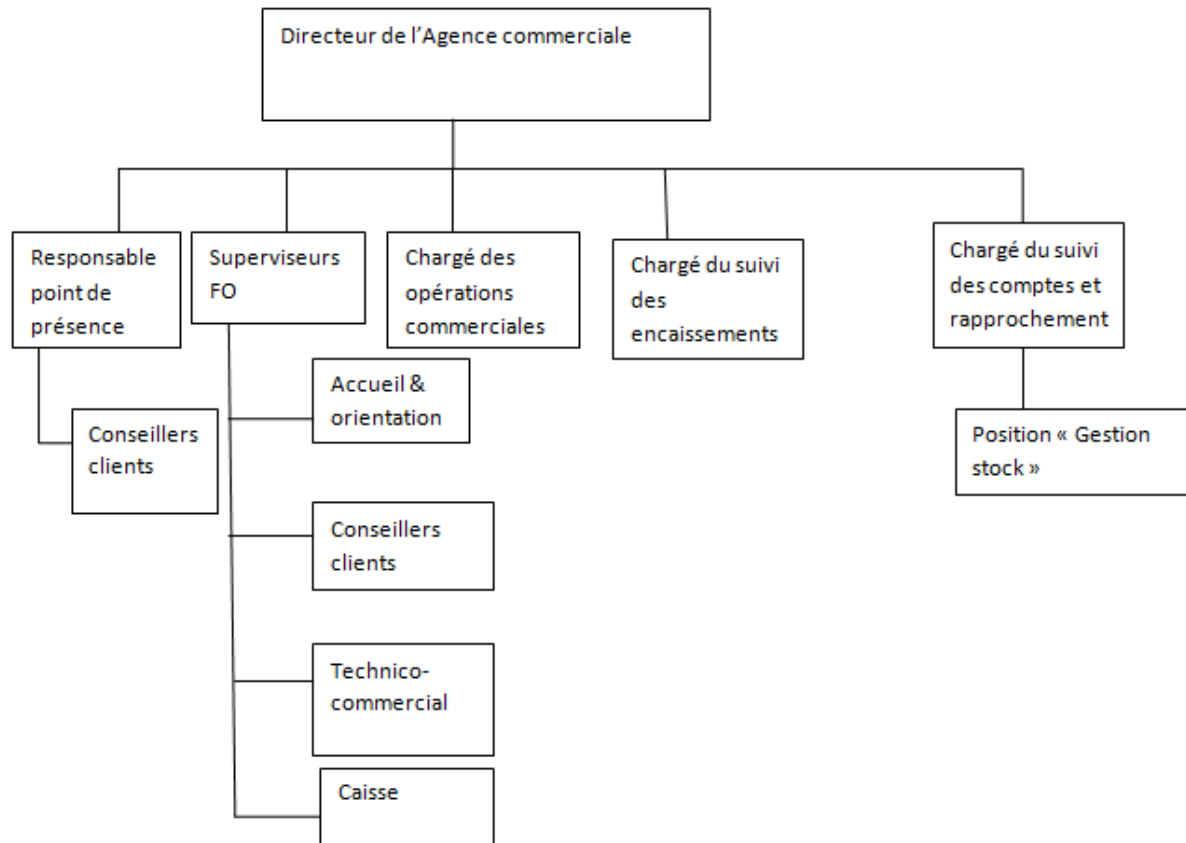 Directeur de l'Agence commerciale
Responsable
point de
présence
Superviseurs
FO
Chargé des
opérations
commerciales
Chargé du suivi
des
encaissements
Chargé du suivi
des comptes et
rapprochement
Accueil &
orientation
Conseillers
clients
Position « Gestion
stock »
Conseillers
clients
Technico-
commercial
Caisse